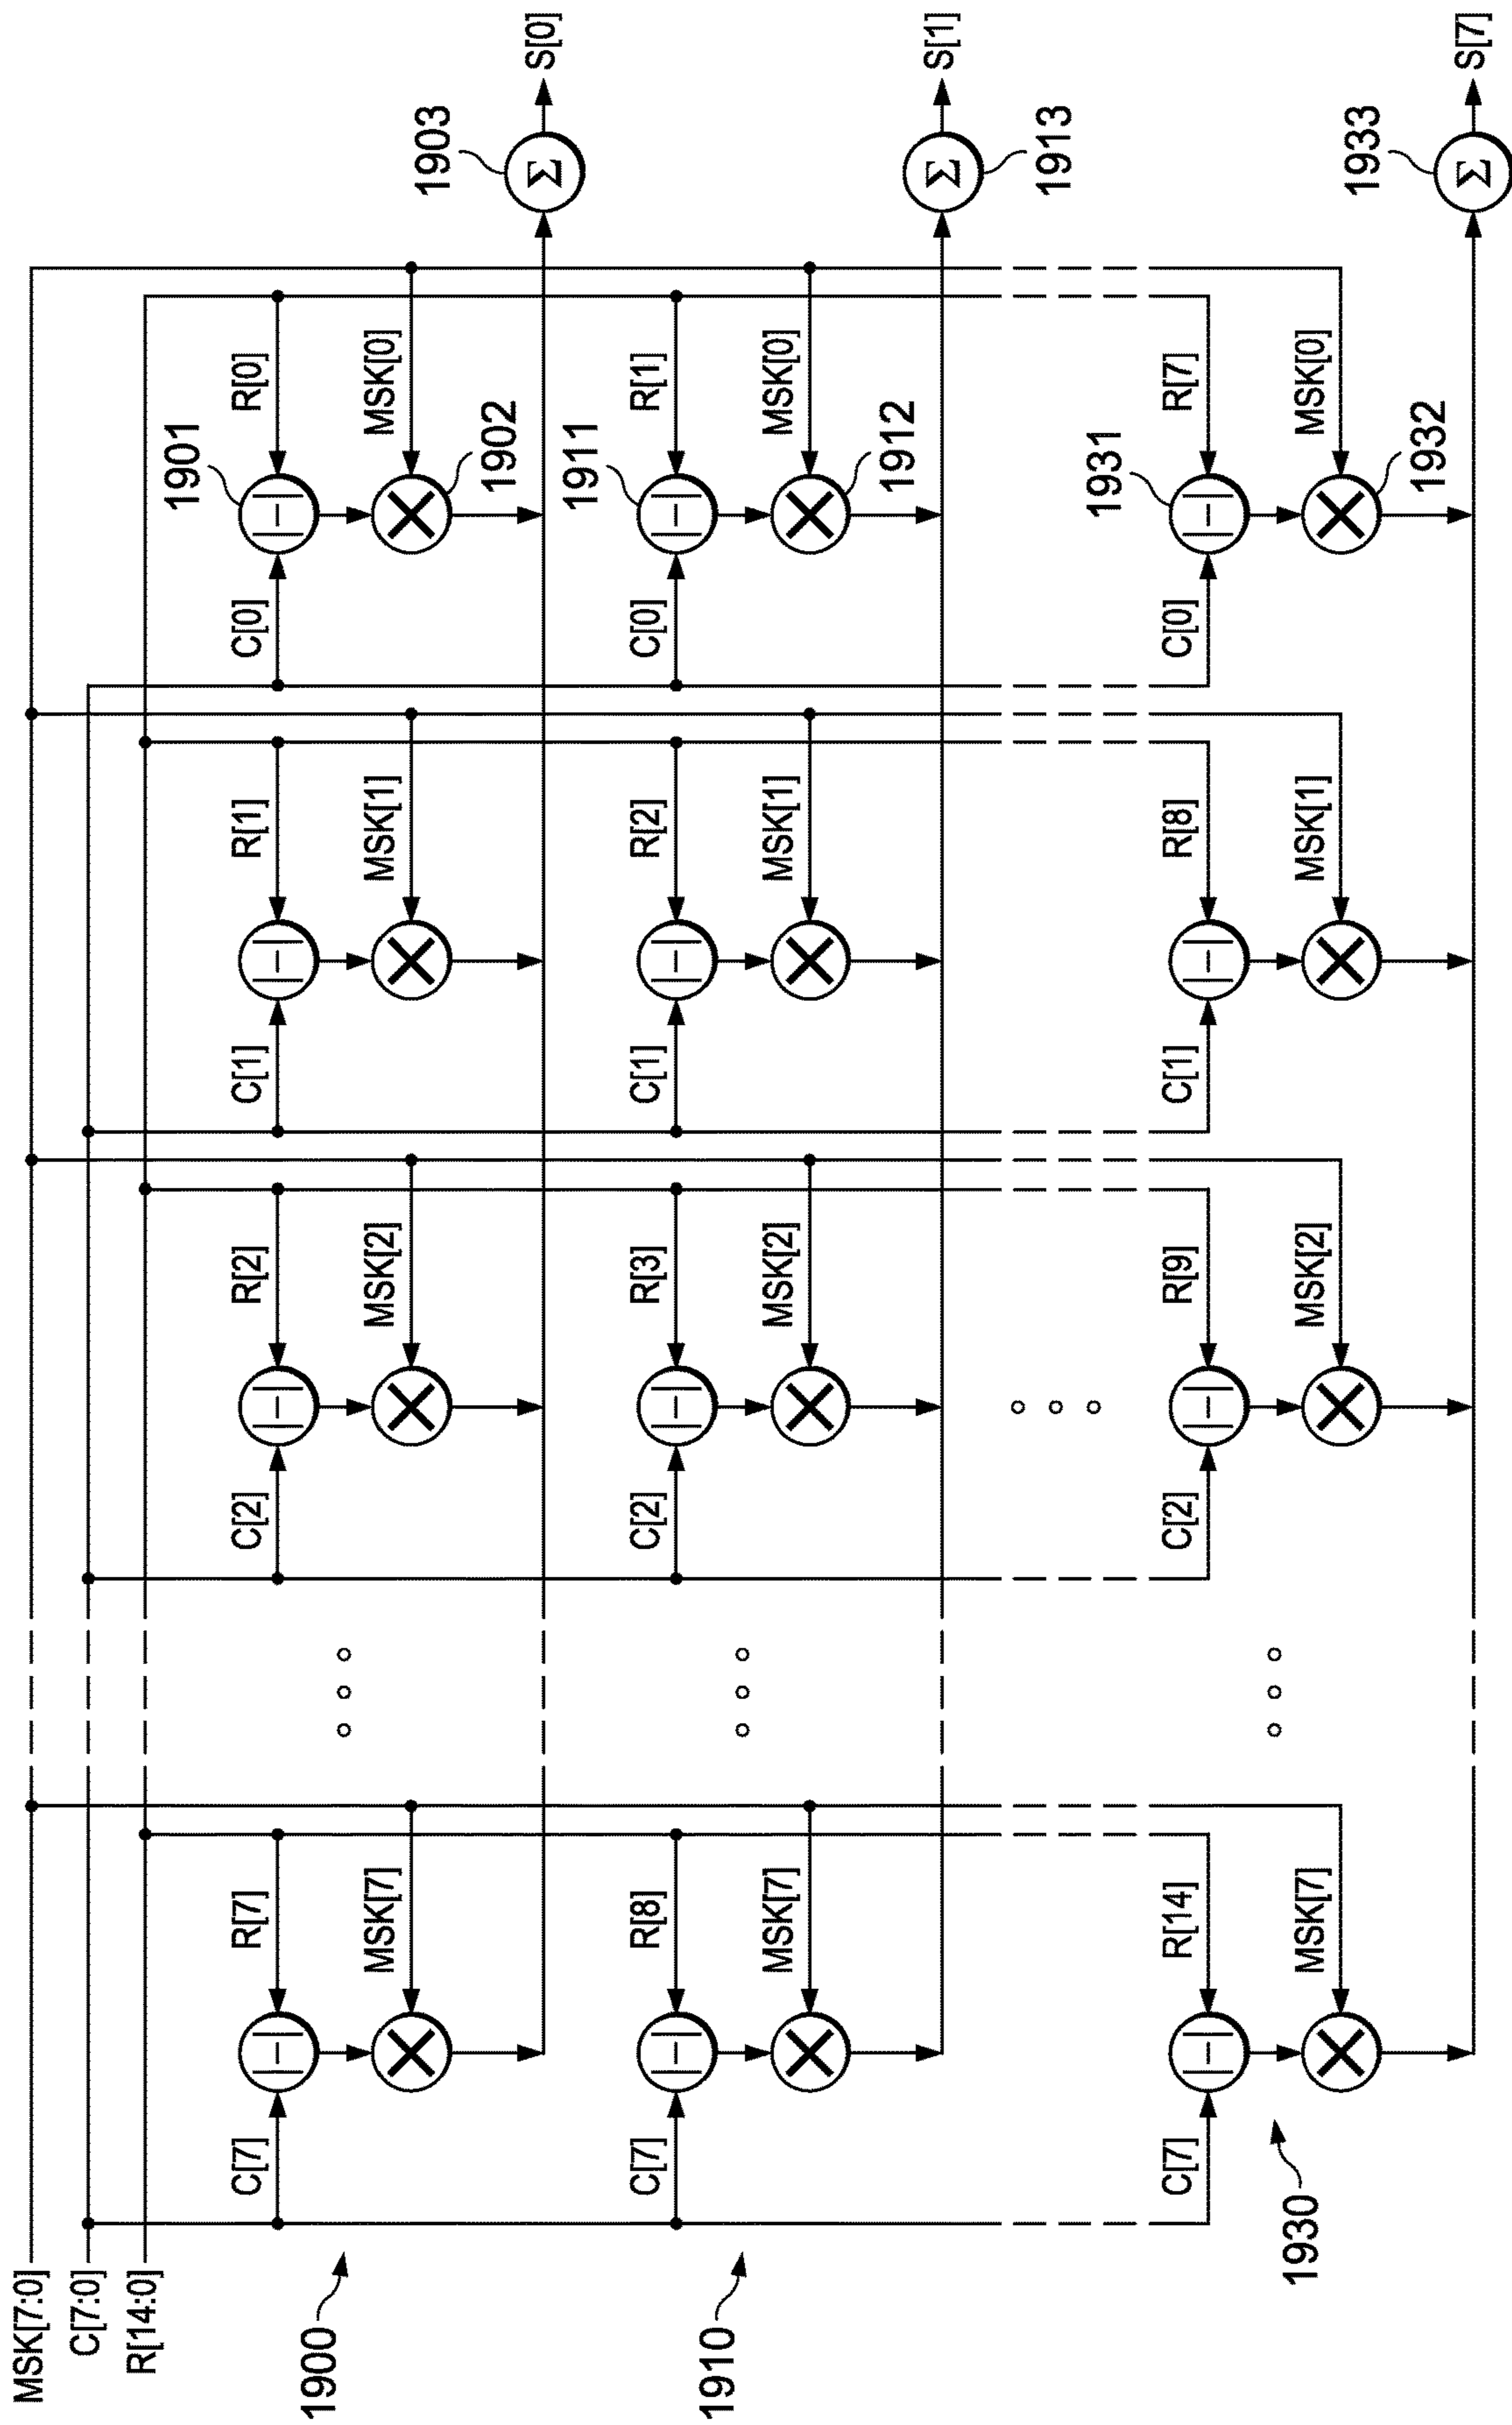 MSK[7:0]
C[7:0]
R[14:0]
1900
C[7]
R[7]
MSK[7]
C[2]
R[2]
MSK[2]
C[1]
R[1]
MSK[1]
C[0]
1901
R[0]
MSK[0]
1902
1903
Σ
S[0]
1910
C[7]
R[8]
MSK[7]
C[2]
R[3]
MSK[2]
C[1]
R[2]
MSK[1]
C[0]
1911
R[1]
MSK[0]
1912
Σ
1913
S[1]
1930
C[7]
R[14]
MSK[7]
C[2]
R[9]
MSK[2]
C[1]
R[8]
MSK[1]
C[0]
1931
R[7]
MSK[0]
1932
1933
Σ
S[7]